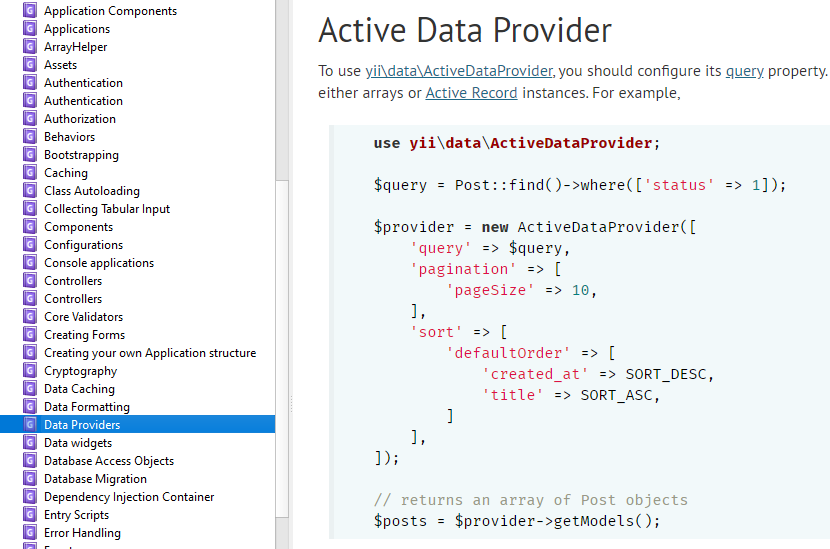 Application Components
Applications
ArrayHelper
Assets
Authentication
Authentication
Authorization
Behaviors
Bootstrapping
Caching
Class Autoloading
Collecting Tabular Input
Components
Configurations
Console applications
Controllers
Controllers
Core Validators
Creating Forms
Creating your own Application structure
Cryptography
Data Caching
Data Formatting
Data Providers
Data widgets
Database Access Objects
Database Migration
Dependency Injection Container
Entry Scripts
Error Handling
Active Data Provider
To use yii\data\ActiveDataProvider, you should configure its query property.
either arrays or Active Record instances. For example,
use yii\data\ActiveDataProvider;
$query = Post::find()->where(['status' => 1]);
$provider = new ActiveDataProvider([
'query' => $query,
'pagination' => [
'pageSize' => 10,
],
'sort' => [
'defaultOrder' => [
'created_at' => SORT_DESC,
'title' => SORT_ASC,
]
],
]);
// returns an array of Post objects
$posts = $provider->getModels();